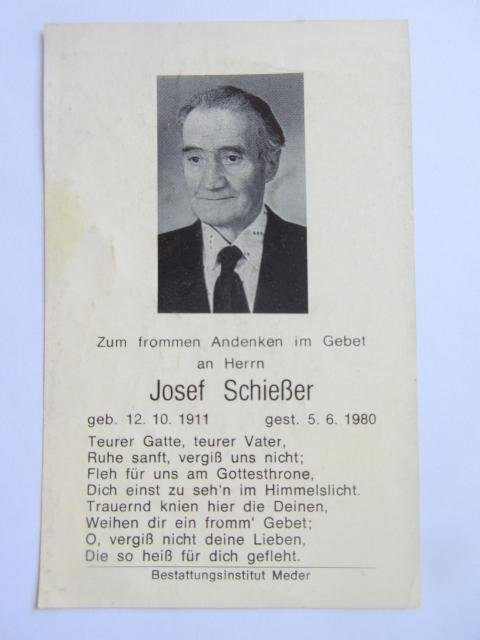 Zum frommen Andenken im Gebet
an Herrn
Josef Schießer
geb. 12. 10. 1911 gest. 5. 6. 1980
Teurer Gatte, teurer Vater,
Ruhe sanft, vergiß uns nicht;
Fleh für uns am Gottesthrone,
Dich einst zu seh'n im Himmelslicht.
Trauernd knien hier die Deinen,
Weihen dir ein fromm' Gebet;
O, vergiß nicht deine Lieben,
Die so heiß für dich gefleht.
Bestattungsinstitut Meder